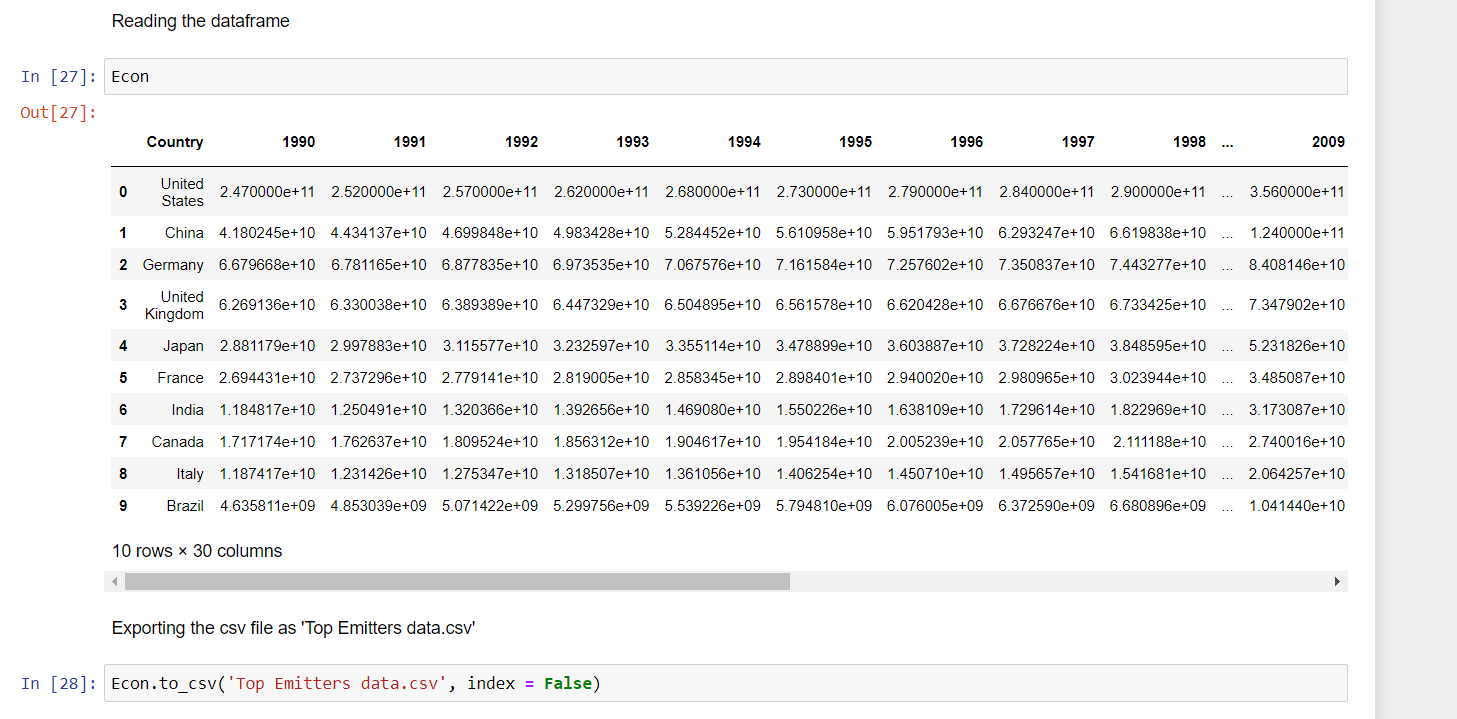 Reading the dataframe
In [27]: Econ
Out[27]:
Country 1990 1991 1992 1993 1994 1995 1996 1997 1998 ... 2009
0 United States 2.470000e+11 2.520000e+11 2.570000e+11 2.620000e+11 2.680000e+11 2.730000e+11 2.790000e+11 2.840000e+11 2.900000e+11 ... 3.560000e+11
1 China 4.180245e+10 4.434137e+10 4.699848e+10 4.983428e+10 5.284452e+10 5.610958e+10 5.951793e+10 6.293247e+10 6.619838e+10 ... 1.240000e+11
2 Germany 6.679668e+10 6.781165e+10 6.877835e+10 6.973535e+10 7.067576e+10 7.161584e+10 7.257602e+10 7.350837e+10 7.443277e+10 ... 8.408146e+10
3 United Kingdom 6.269136e+10 6.330038e+10 6.389389e+10 6.447329e+10 6.504895e+10 6.561578e+10 6.620428e+10 6.676676e+10 6.733425e+10 ... 7.347902e+10
4 Japan 2.881179e+10 2.997883e+10 3.115577e+10 3.232597e+10 3.355114e+10 3.478899e+10 3.603887e+10 3.728224e+10 3.848595e+10 ... 5.231826e+10
5 France 2.694431e+10 2.737296e+10 2.779141e+10 2.819005e+10 2.858345e+10 2.898401e+10 2.940020e+10 2.980965e+10 3.023944e+10 ... 3.485087e+10
6 India 1.184817e+10 1.250491e+10 1.320366e+10 1.392656e+10 1.469080e+10 1.550226e+10 1.638109e+10 1.729614e+10 1.822969e+10 ... 3.173087e+10
7 Canada 1.717174e+10 1.762637e+10 1.809524e+10 1.856312e+10 1.904617e+10 1.954184e+10 2.005239e+10 2.057765e+10 2.111188e+10 ... 2.740016e+10
8 Italy 1.187417e+10 1.231426e+10 1.275347e+10 1.318507e+10 1.361056e+10 1.406254e+10 1.450710e+10 1.495657e+10 1.541681e+10 ... 2.064257e+10
9 Brazil 4.635811e+09 4.853039e+09 5.071422e+09 5.299756e+09 5.539226e+09 5.794810e+09 6.076005e+09 6.372590e+09 6.680896e+09 ... 1.041440e+10
10 rows × 30 columns
Exporting the csv file as 'Top Emitters data.csv'
In [28]: Econ.to_csv('Top Emitters data.csv', index = False)